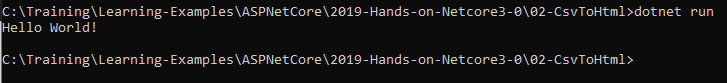 C:\Training\Learning-Examples\ASPNetCore\2019-Hands-on-Netcore3-0\02-CsvToHtml>dotnet run
Hello World!
C:\Training\Learning-Examples\ASPNetCore\2019-Hands-on-Netcore3-0\02-CsvToHtml>